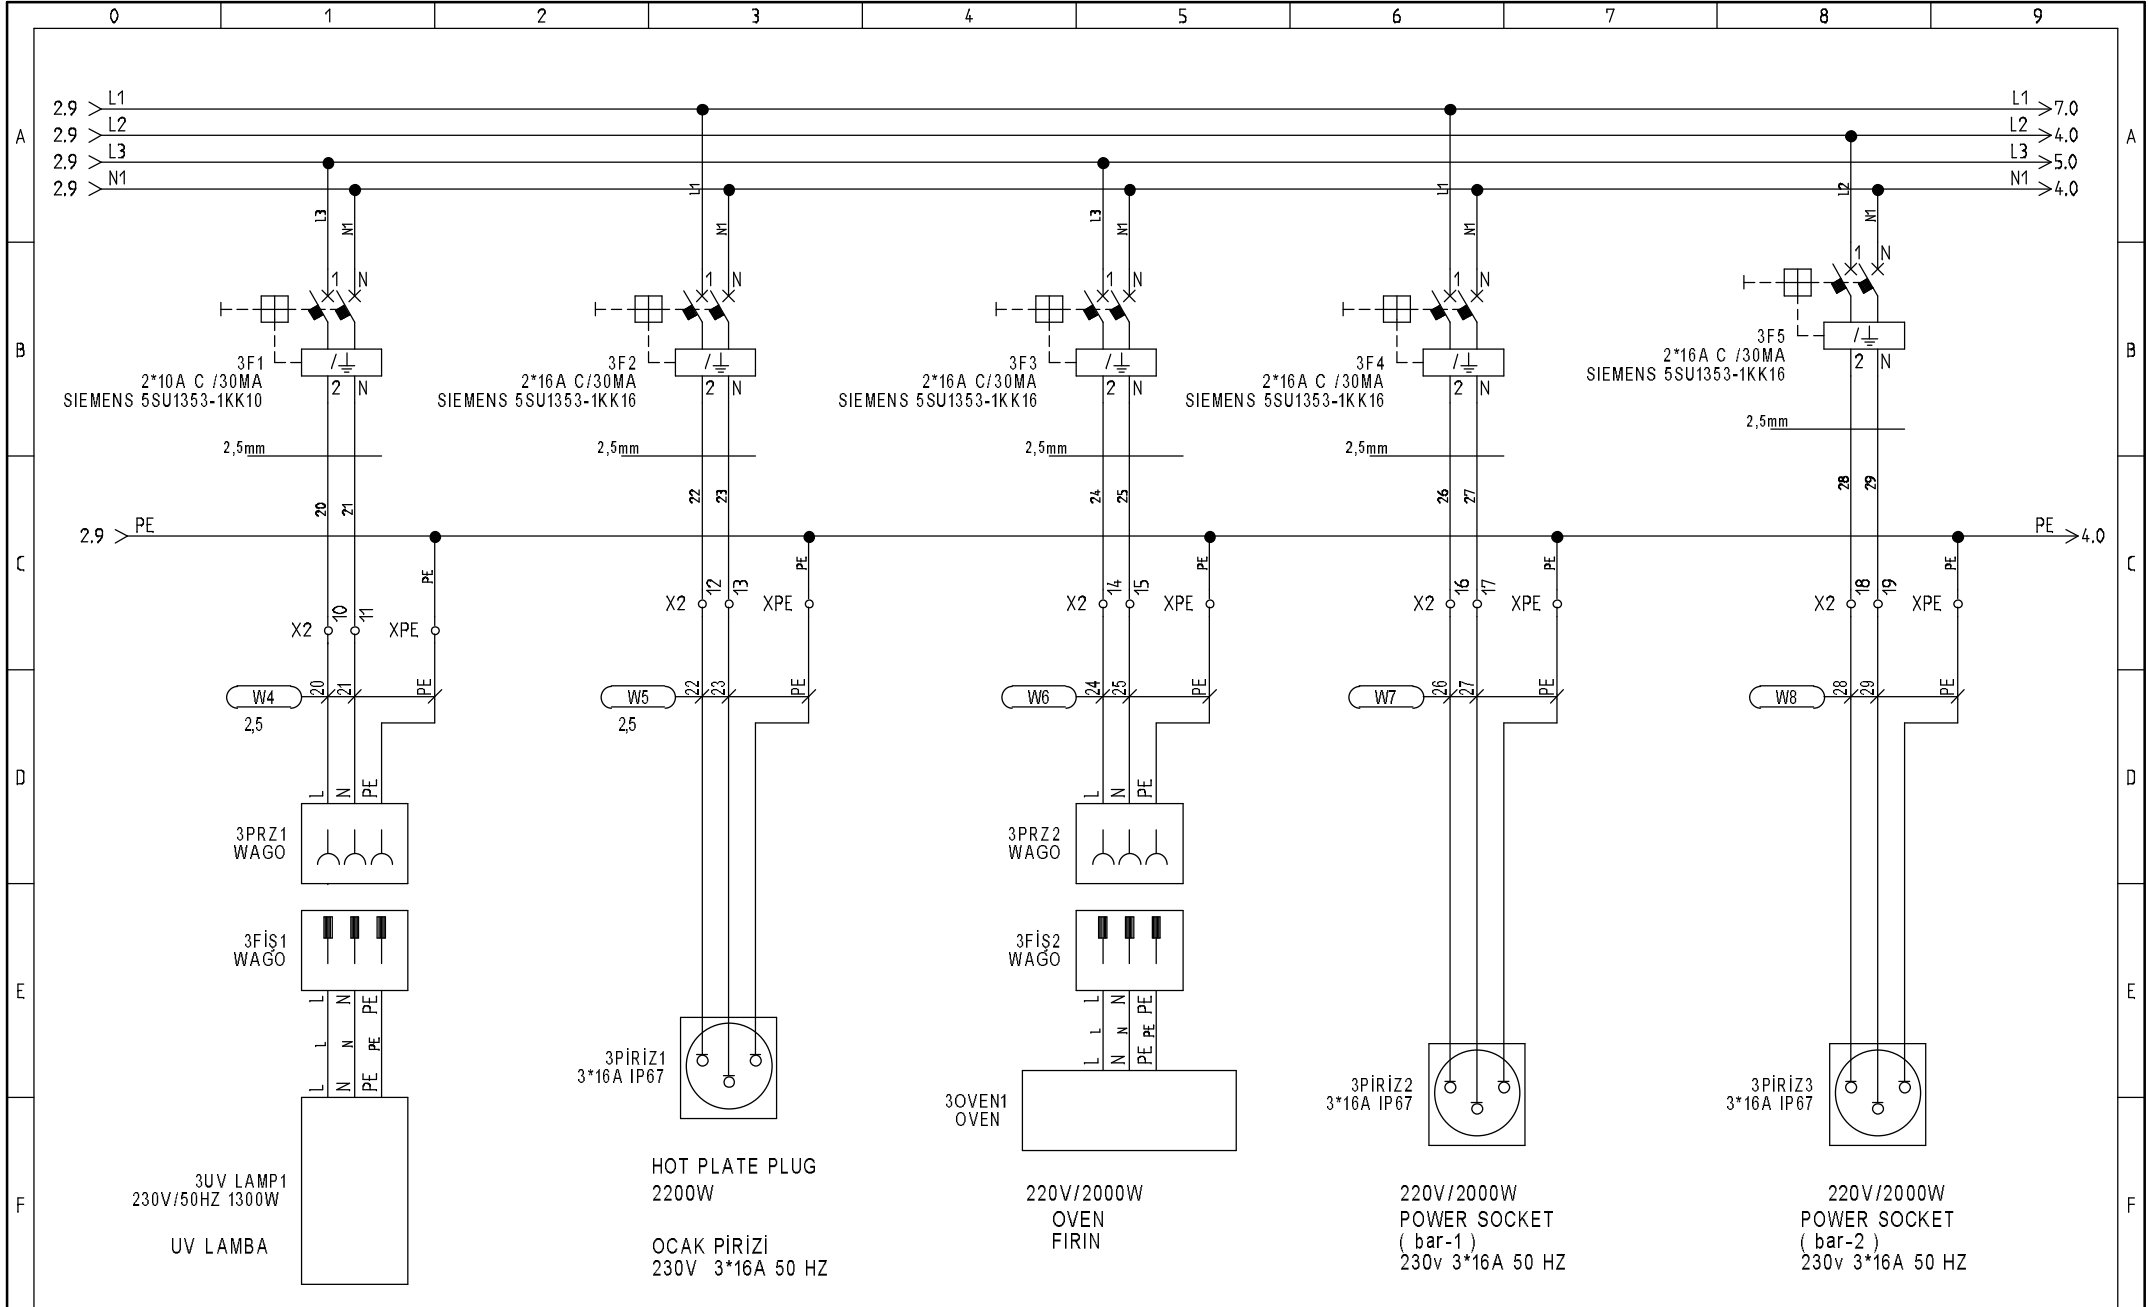 0 1 2 3 4 5 6 7 8 9
2.9 L1 L1 7.0
A 2.9 L2 L2 4.0 A
2.9 L3 L3 5.0
2.9 N1 N1 4.0
L3 N1 L1 N1 L3 N1 L1 N1 L2 N1
1 N 1 N 1 N 1 N 1 N
B B
3F1
2*10A C /30MA
SIEMENS 5SU1353-1KK10
2 N
3F2
2*16A C/30MA
SIEMENS 5SU1353-1KK16
2 N
3F3
2*16A C/30MA
SIEMENS 5SU1353-1KK16
2 N
3F4
2*16A C /30MA
SIEMENS 5SU1353-1KK16
2 N
3F5
2*16A C /30MA
SIEMENS 5SU1353-1KK16
2 N
2,5mm 2,5mm 2,5mm 2,5mm 2,5mm
20 21 22 23 24 25 26 27 28 29
2.9 PE PE 4.0
C PE PE PE PE PE C
X2 10 11 XPE X2 12 13 XPE X2 14 15 XPE X2 16 17 XPE X2 18 19 XPE
W4 20 21 PE W5 22 23 PE W6 24 25 PE W7 26 27 PE W8 28 29 PE
2,5 2,5
D D
L N PE L N PE
3PRZ1
WAGO
3PRZ2
WAGO
3FİŞ1
WAGO
3FİŞ2
WAGO
E E
L N PE L N PE
L N PE L N PE
L N PE L N PE
3PİRİZ1
3*16A IP67
3OVEN1
OVEN
3PİRİZ2
3*16A IP67
3PİRİZ3
3*16A IP67
F F
3UV LAMP1
230V/50HZ 1300W
UV LAMBA
HOT PLATE PLUG
2200W
OCAK PİRİZİ
230V 3*16A 50 HZ
220V/2000W
OVEN
FIRIN
220V/2000W
POWER SOCKET
( bar-1 )
230v 3*16A 50 HZ
220V/2000W
POWER SOCKET
( bar-2 )
230v 3*16A 50 HZ